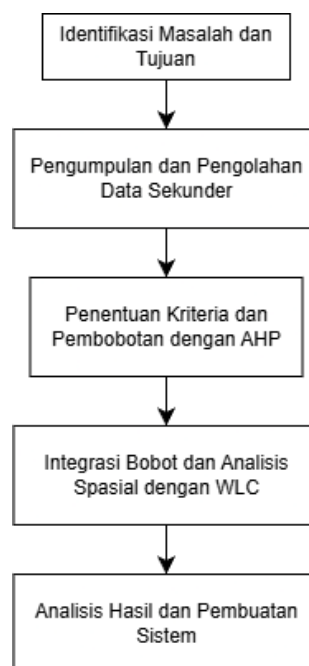 Identifikasi Masalah dan
Tujuan
Pengumpulan dan Pengolahan
Data Sekunder
Penentuan Kriteria dan
Pembobotan dengan AHP
Integrasi Bobot dan Analisis
Spasial dengan WLC
Analisis Hasil dan Pembuatan
Sistem